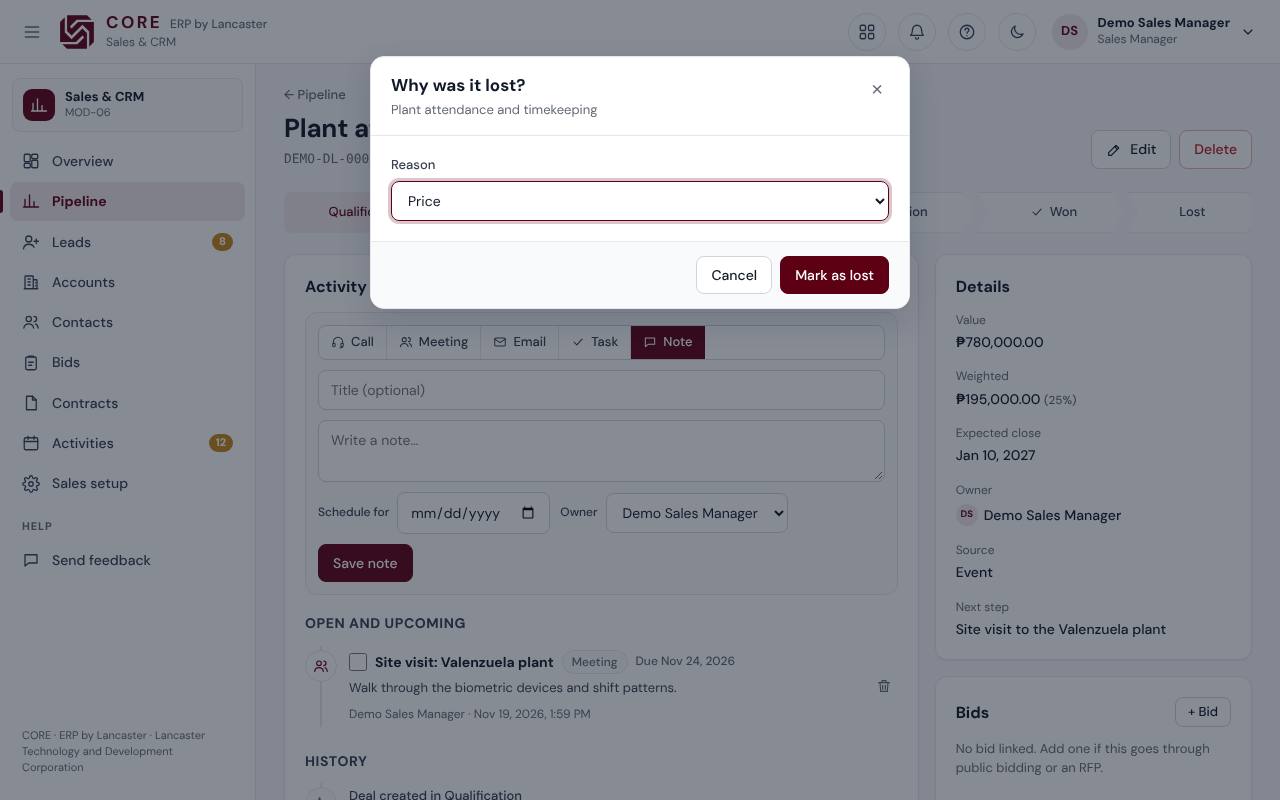 CORE ERP by Lancaster
Sales & CRM
DS
Demo Sales Manager
Sales Manager
Sales & CRM
MOD-06
Overview
Pipeline
Leads 8
Accounts
Contacts
Bids
Contracts
Activities 12
Sales setup
HELP
Send feedback
CORE · ERP by Lancaster · Lancaster
Technology and Development
Corporation
← Pipeline
Plant a
DEMO-DL-000
Edit
Delete
Won
Lost
Why was it lost?
Plant attendance and timekeeping
Reason
Price
Cancel
Mark as lost
Activity
Call
Meeting
Email
Task
Note
Title (optional)
Write a note…
Schedule for
mm/dd/yyyy
Owner
Demo Sales Manager
Save note
OPEN AND UPCOMING
Site visit: Valenzuela plant Meeting Due Nov 24, 2026
Walk through the biometric devices and shift patterns.
Demo Sales Manager · Nov 19, 2026, 1:59 PM
HISTORY
Deal created in Qualification
Details
Value
₱780,000.00
Weighted
₱195,000.00 (25%)
Expected close
Jan 10, 2027
Owner
DS Demo Sales Manager
Source
Event
Next step
Site visit to the Valenzuela plant
Bids
+ Bid
No bid linked. Add one if this goes through
public bidding or an RFP.